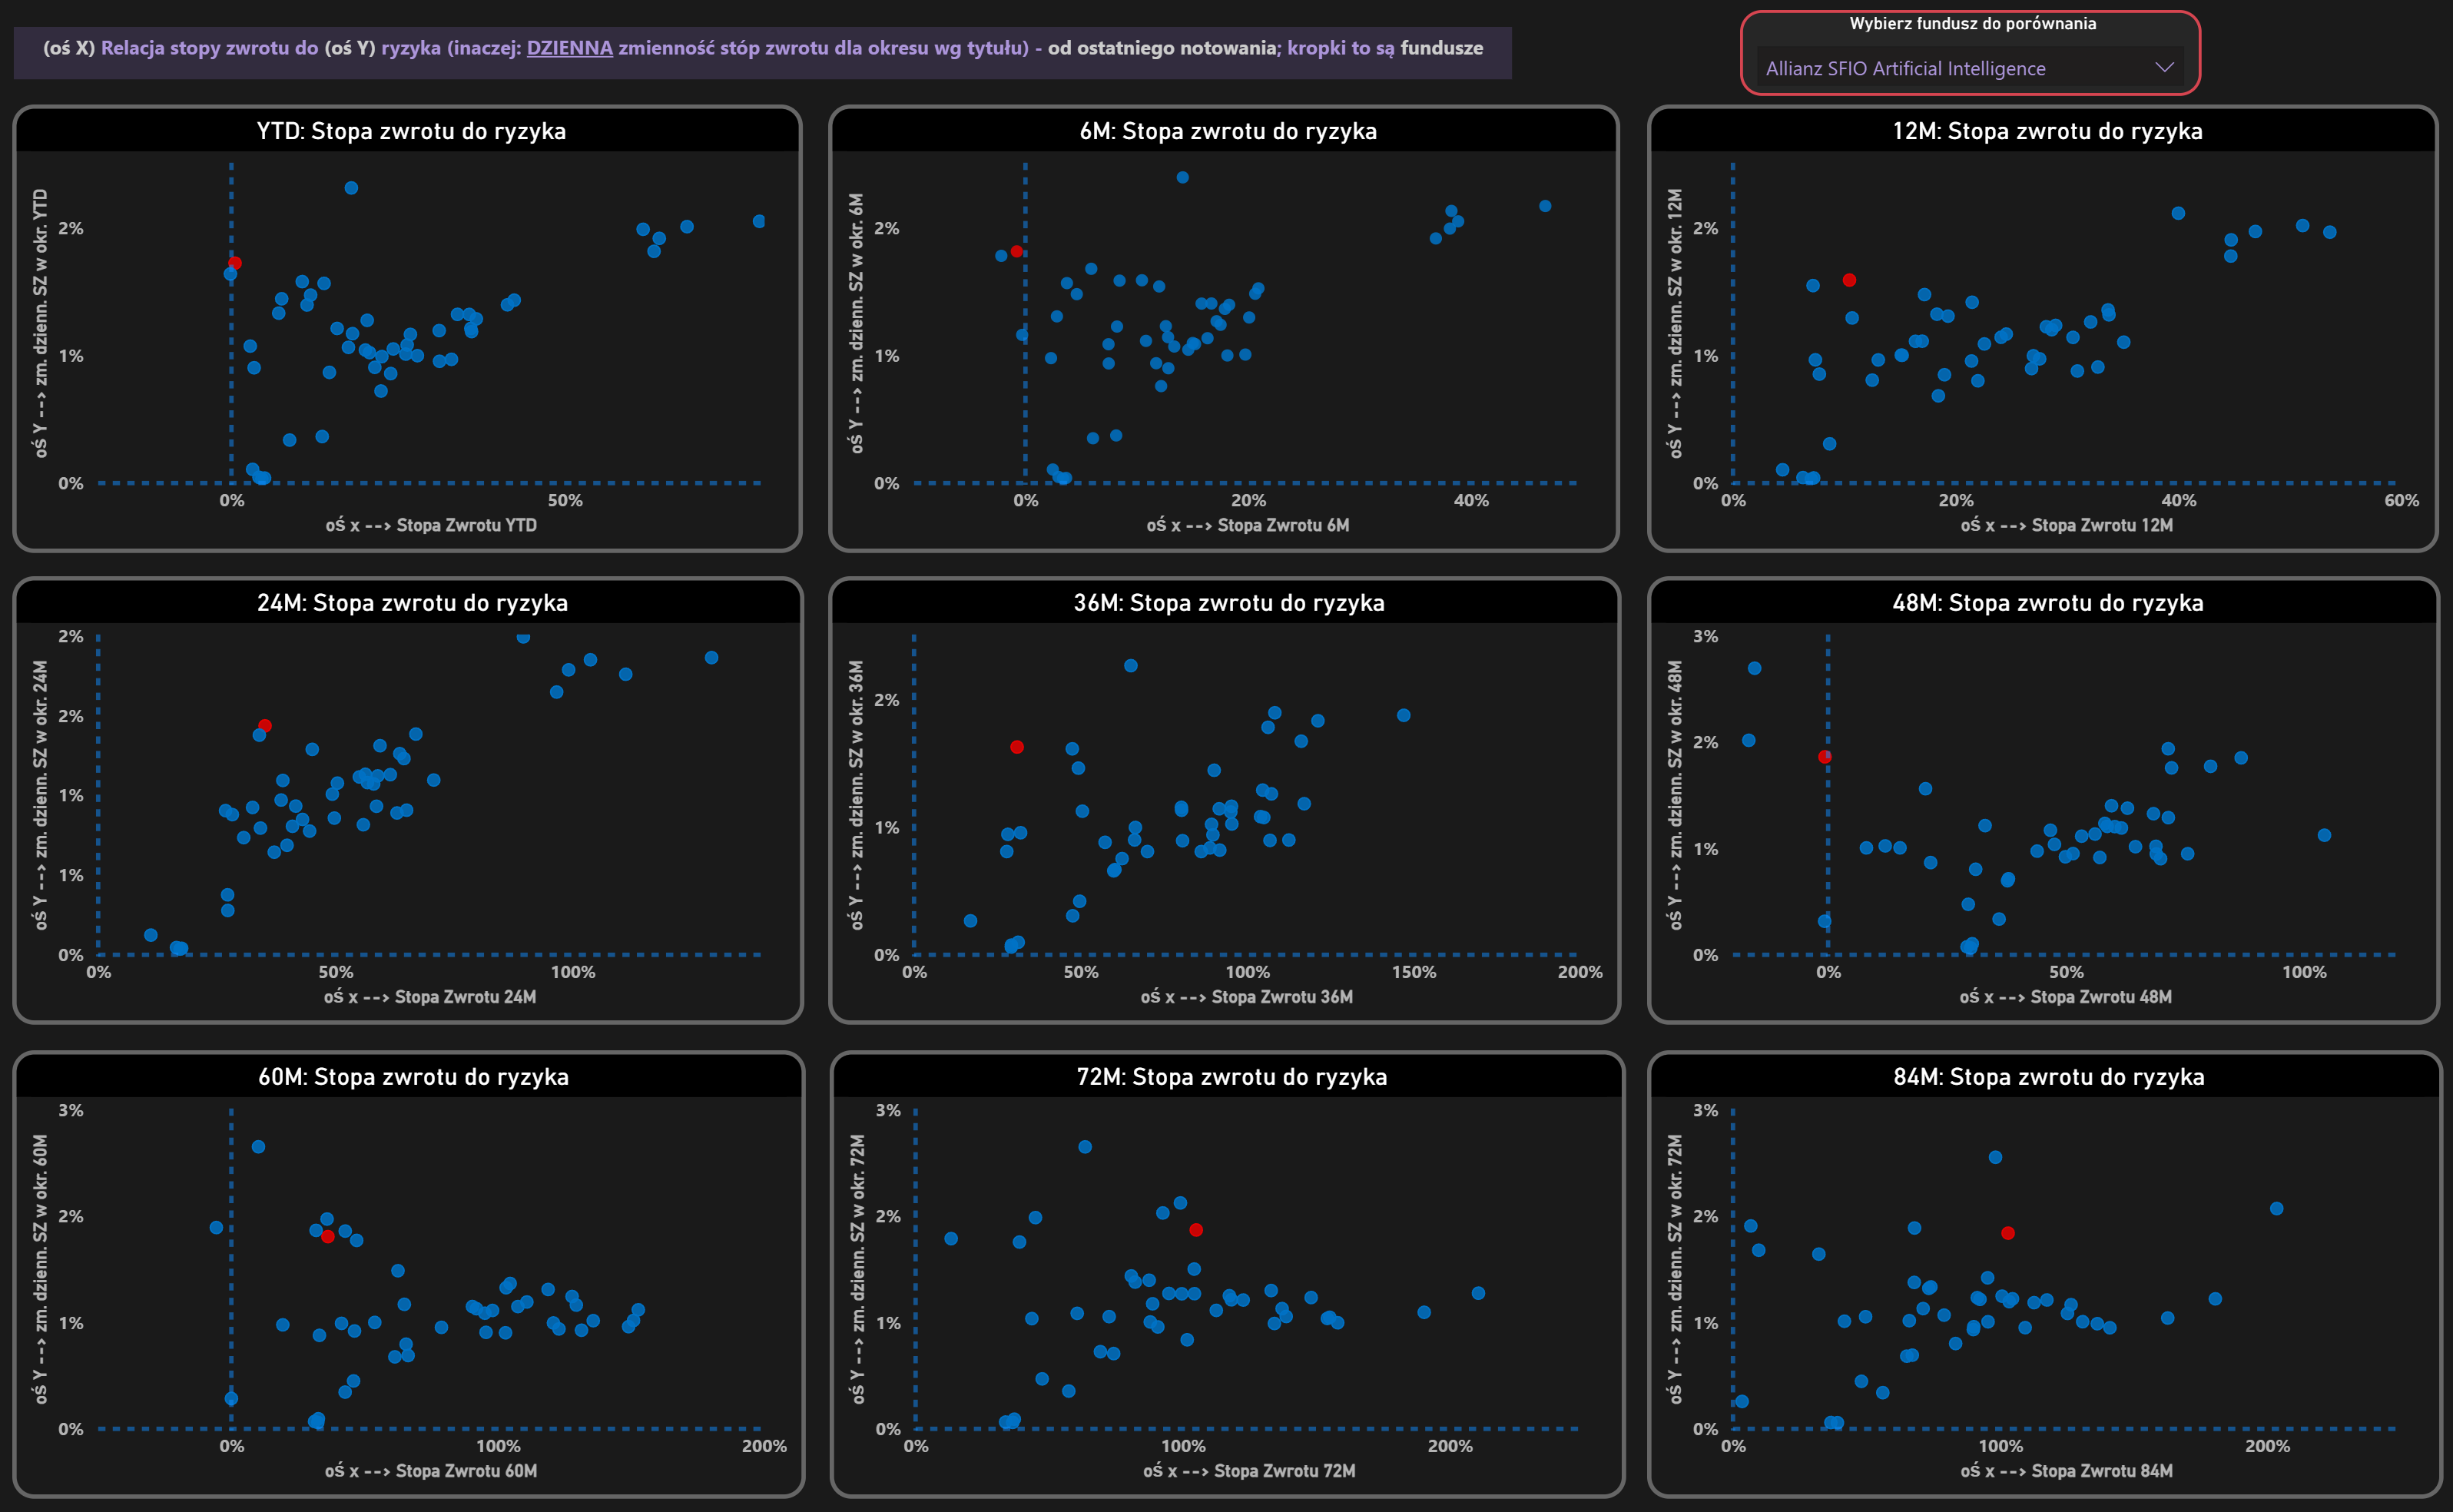 (oś X) Relacja stopy zwrotu do (oś Y) ryzyka (inaczej: DZIENNA zmienność stóp zwrotu dla okresu wg tytułu) - od ostatniego notowania; kropki to są fundusze
Wybierz fundusz do porównania
Allianz SFIO Artificial Intelligence
YTD: Stopa zwrotu do ryzyka
oś Y --> zm. dzienn. SZ w okr. YTD
2%
1%
0%
0% 50%
oś x --> Stopa Zwrotu YTD
6M: Stopa zwrotu do ryzyka
oś Y --> zm. dzienn. SZ w okr. 6M
2%
1%
0%
0% 20% 40%
oś x --> Stopa Zwrotu 6M
12M: Stopa zwrotu do ryzyka
oś Y --> zm. dzienn. SZ w okr. 12M
2%
1%
0%
0% 20% 40% 60%
oś x --> Stopa Zwrotu 12M
24M: Stopa zwrotu do ryzyka
oś Y --> zm. dzienn. SZ w okr. 24M
2%
2%
1%
1%
0%
0% 50% 100%
oś x --> Stopa Zwrotu 24M
36M: Stopa zwrotu do ryzyka
oś Y --> zm. dzienn. SZ w okr. 36M
2%
1%
0%
0% 50% 100% 150% 200%
oś x --> Stopa Zwrotu 36M
48M: Stopa zwrotu do ryzyka
oś Y --> zm. dzienn. SZ w okr. 48M
3%
2%
1%
0%
0% 50% 100%
oś x --> Stopa Zwrotu 48M
60M: Stopa zwrotu do ryzyka
oś Y --> zm. dzienn. SZ w okr. 60M
3%
2%
1%
0%
0% 100% 200%
oś x --> Stopa Zwrotu 60M
72M: Stopa zwrotu do ryzyka
oś Y --> zm. dzienn. SZ w okr. 72M
3%
2%
1%
0%
0% 100% 200%
oś x --> Stopa Zwrotu 72M
84M: Stopa zwrotu do ryzyka
oś Y --> zm. dzienn. SZ w okr. 72M
3%
2%
1%
0%
0% 100% 200%
oś x --> Stopa Zwrotu 84M